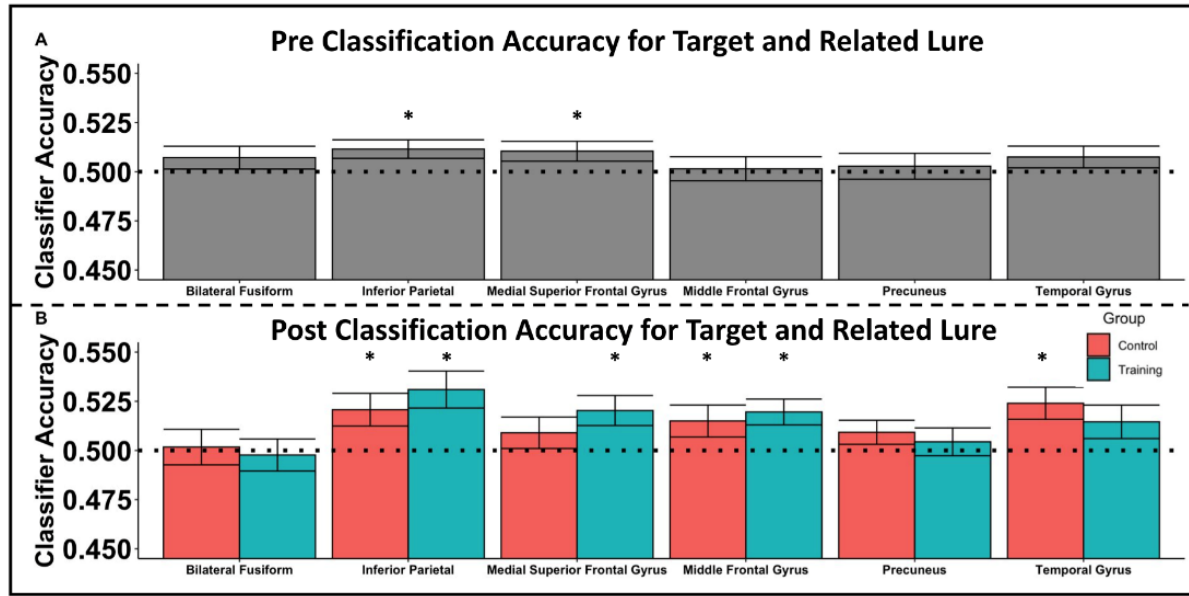 A
Pre Classification Accuracy for Target and Related Lure
Classifier Accuracy
0.550
0.525
0.500
0.475
0.450
* *
Bilateral Fusiform Inferior Parietal Medial Superior Frontal Gyrus Middle Frontal Gyrus Precuneus Temporal Gyrus
B
Post Classification Accuracy for Target and Related Lure
Group
Control
Training
Classifier Accuracy
0.550
0.525
0.500
0.475
0.450
* * * * * *
Bilateral Fusiform Inferior Parietal Medial Superior Frontal Gyrus Middle Frontal Gyrus Precuneus Temporal Gyrus